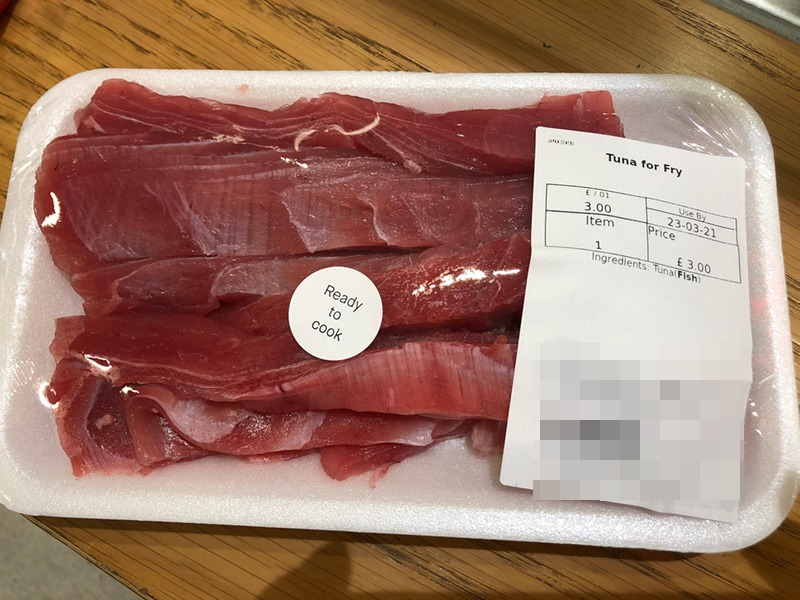 JAPAN CENTRE
Tuna for Fry
£ / 01
3.00
Use By
23-03-21
Item
1
Price
£ 3.00
Ingredients: Tuna(Fish)
Ready
to
cook